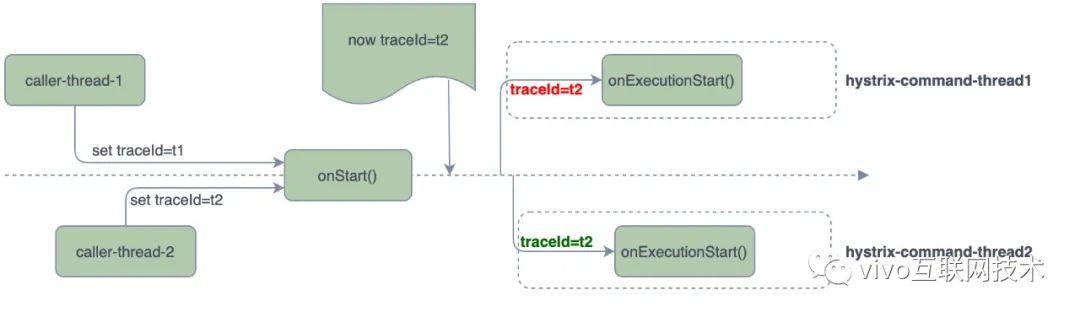 now traceId=t2
caller-thread-1
onExecutionStart()
hystrix-command-thread1
traceId=t2
set traceId=t1
onStart()
set traceId=t2
traceId=t2
caller-thread-2
onExecutionStart()
hystrix-command-thread2
vivo互联网技术